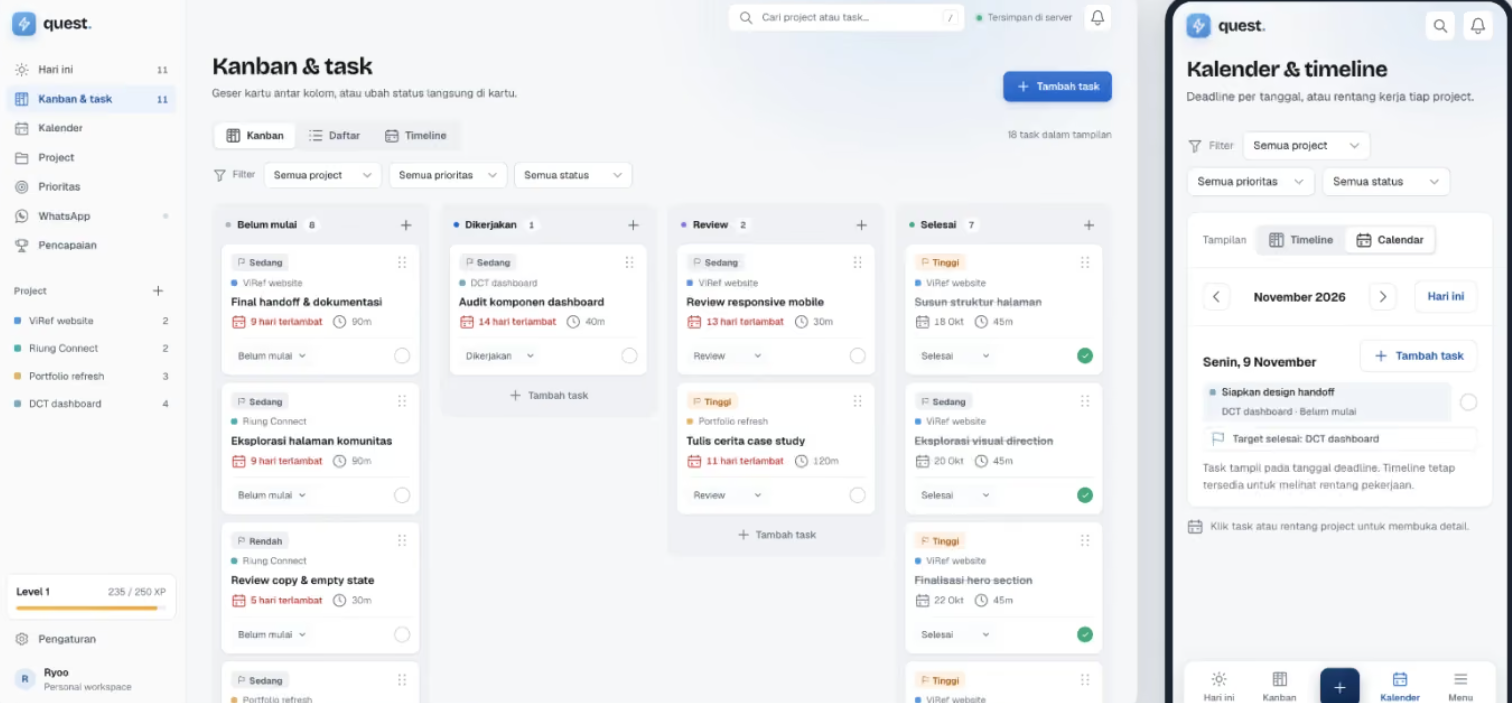 quest.
Hari ini 11
Kanban & task 11
Kalender
Project
Prioritas
WhatsApp
Pencapaian
Project
ViRef website 2
Riung Connect 2
Portfolio refresh 3
DCT dashboard 4
Level 1 235 / 250 XP
Pengaturan
R
Ryoo
Personal workspace
Cari project atau task... /
Tersimpan di server
Kanban & task
Geser kartu antar kolom, atau ubah status langsung di kartu.
Tambah task
Kanban Daftar Timeline
18 task dalam tampilan
Filter Semua project Semua prioritas Semua status
Belum mulai 8
Sedang
ViRef website
Final handoff & dokumentasi
9 hari terlambat 90m
Belum mulai
Sedang
Riung Connect
Eksplorasi halaman komunitas
9 hari terlambat 90m
Belum mulai
Rendah
Riung Connect
Review copy & empty state
5 hari terlambat 30m
Belum mulai
Sedang
Portfolio refresh
Dikerjakan 1
Sedang
DCT dashboard
Audit komponen dashboard
14 hari terlambat 40m
Dikerjakan
Tambah task
Review 2
Sedang
ViRef website
Review responsive mobile
13 hari terlambat 30m
Review
Tinggi
Portfolio refresh
Tulis cerita case study
11 hari terlambat 120m
Review
Tambah task
Selesai 7
Tinggi
ViRef website
Susun struktur halaman
18 Okt 45m
Selesai
Sedang
ViRef website
Eksplorasi visual direction
20 Okt 45m
Selesai
Tinggi
ViRef website
Finalisasi hero section
22 Okt 45m
Selesai
Tinggi
ViRef website
quest.
Kalender & timeline
Deadline per tanggal, atau rentang kerja tiap project.
Filter Semua project
Semua prioritas Semua status
Tampilan Timeline Calendar
November 2026 Hari ini
Senin, 9 November Tambah task
Siapkan design handoff
DCT dashboard · Belum mulai
Target selesai: DCT dashboard
Task tampil pada tanggal deadline. Timeline tetap
tersedia untuk melihat rentang pekerjaan.
Klik task atau rentang project untuk membuka detail.
Hari ini Kanban Kalender Menu